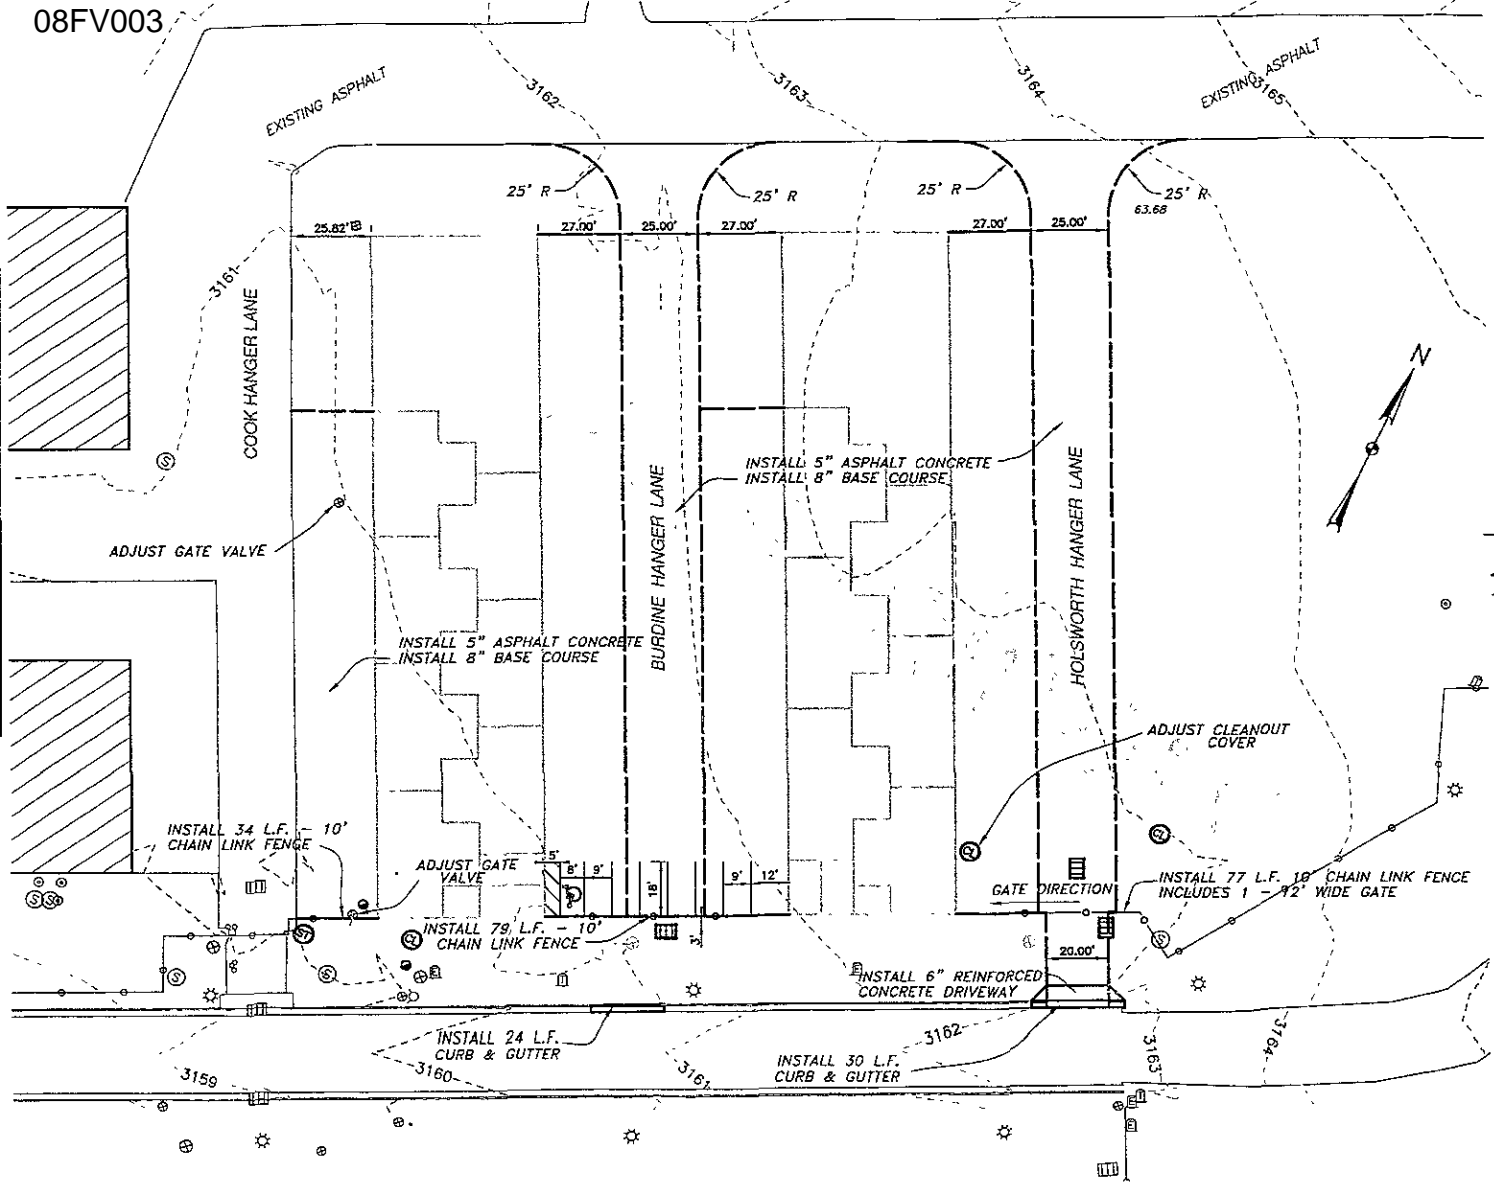 08FV003
EXISTING ASPHALT
3162
3163
3164
EXISTING ASPHALT
3165
25' R
25' R
25' R
25' R
63.68
25.82'
27.00'
25.00'
27.00'
27.00'
25.00'
3161
COOK HANGER LANE
N
BURDINE HANGER LANE
INSTALL 5" ASPHALT CONCRETE
INSTALL 8" BASE COURSE
HOLSWORTH HANGER LANE
ADJUST GATE VALVE
INSTALL 5" ASPHALT CONCRETE
INSTALL 8" BASE COURSE
ADJUST CLEANOUT
COVER
INSTALL 34 L.F. - 10'
CHAIN LINK FENCE
ADJUST GATE
VALVE
5'
8'
9'
18'
9'
12'
GATE DIRECTION
INSTALL 77 L.F. 10' CHAIN LINK FENCE
INCLUDES 1 - 12' WIDE GATE
INSTALL 79 L.F. - 10'
CHAIN LINK FENCE
3'
20.00'
INSTALL 6" REINFORCED
CONCRETE DRIVEWAY
INSTALL 24 L.F.
CURB & GUTTER
INSTALL 30 L.F.
CURB & GUTTER
3159
3160
3161
3162
3163
3164